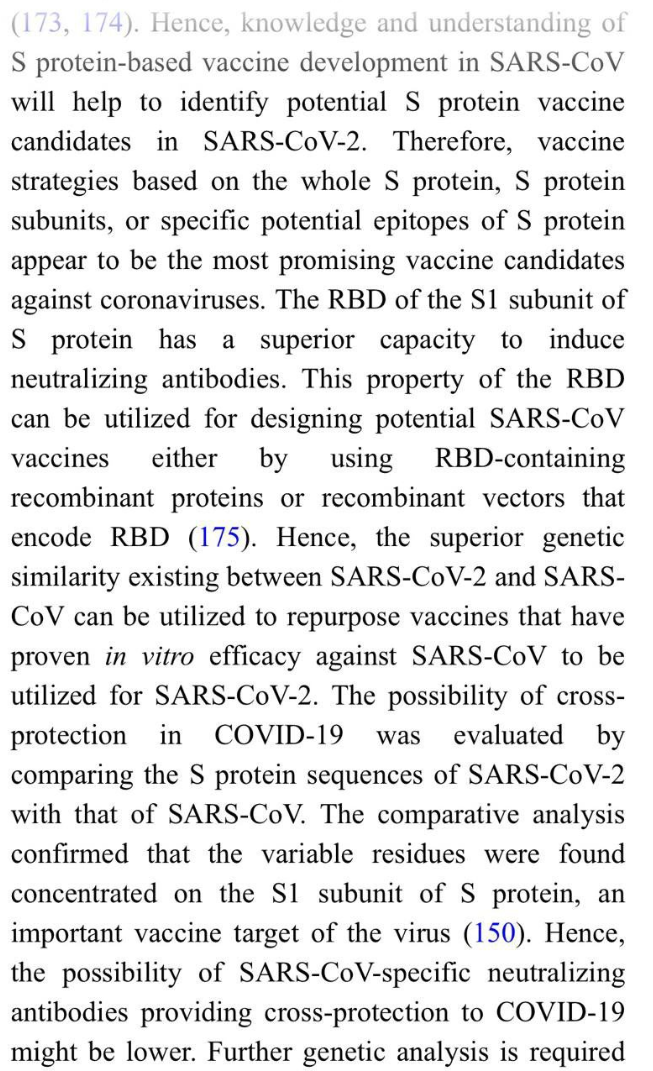 (173, 174). Hence, knowledge and understanding of
S protein-based vaccine development in SARS-CoV
will help to identify potential S protein vaccine
candidates in SARS-CoV-2. Therefore, vaccine
strategies based on the whole S protein, S protein
subunits, or specific potential epitopes of S protein
appear to be the most promising vaccine candidates
against coronaviruses. The RBD of the S1 subunit of
S protein has a superior capacity to induce
neutralizing antibodies. This property of the RBD
can be utilized for designing potential SARS-CoV
vaccines either by using RBD-containing
recombinant proteins or recombinant vectors that
encode RBD (175). Hence, the superior genetic
similarity existing between SARS-CoV-2 and SARS-
CoV can be utilized to repurpose vaccines that have
proven in vitro efficacy against SARS-CoV to be
utilized for SARS-CoV-2. The possibility of cross-
protection in COVID-19 was evaluated by
comparing the S protein sequences of SARS-CoV-2
with that of SARS-CoV. The comparative analysis
confirmed that the variable residues were found
concentrated on the S1 subunit of S protein, an
important vaccine target of the virus (150). Hence,
the possibility of SARS-CoV-specific neutralizing
antibodies providing cross-protection to COVID-19
might be lower. Further genetic analysis is required